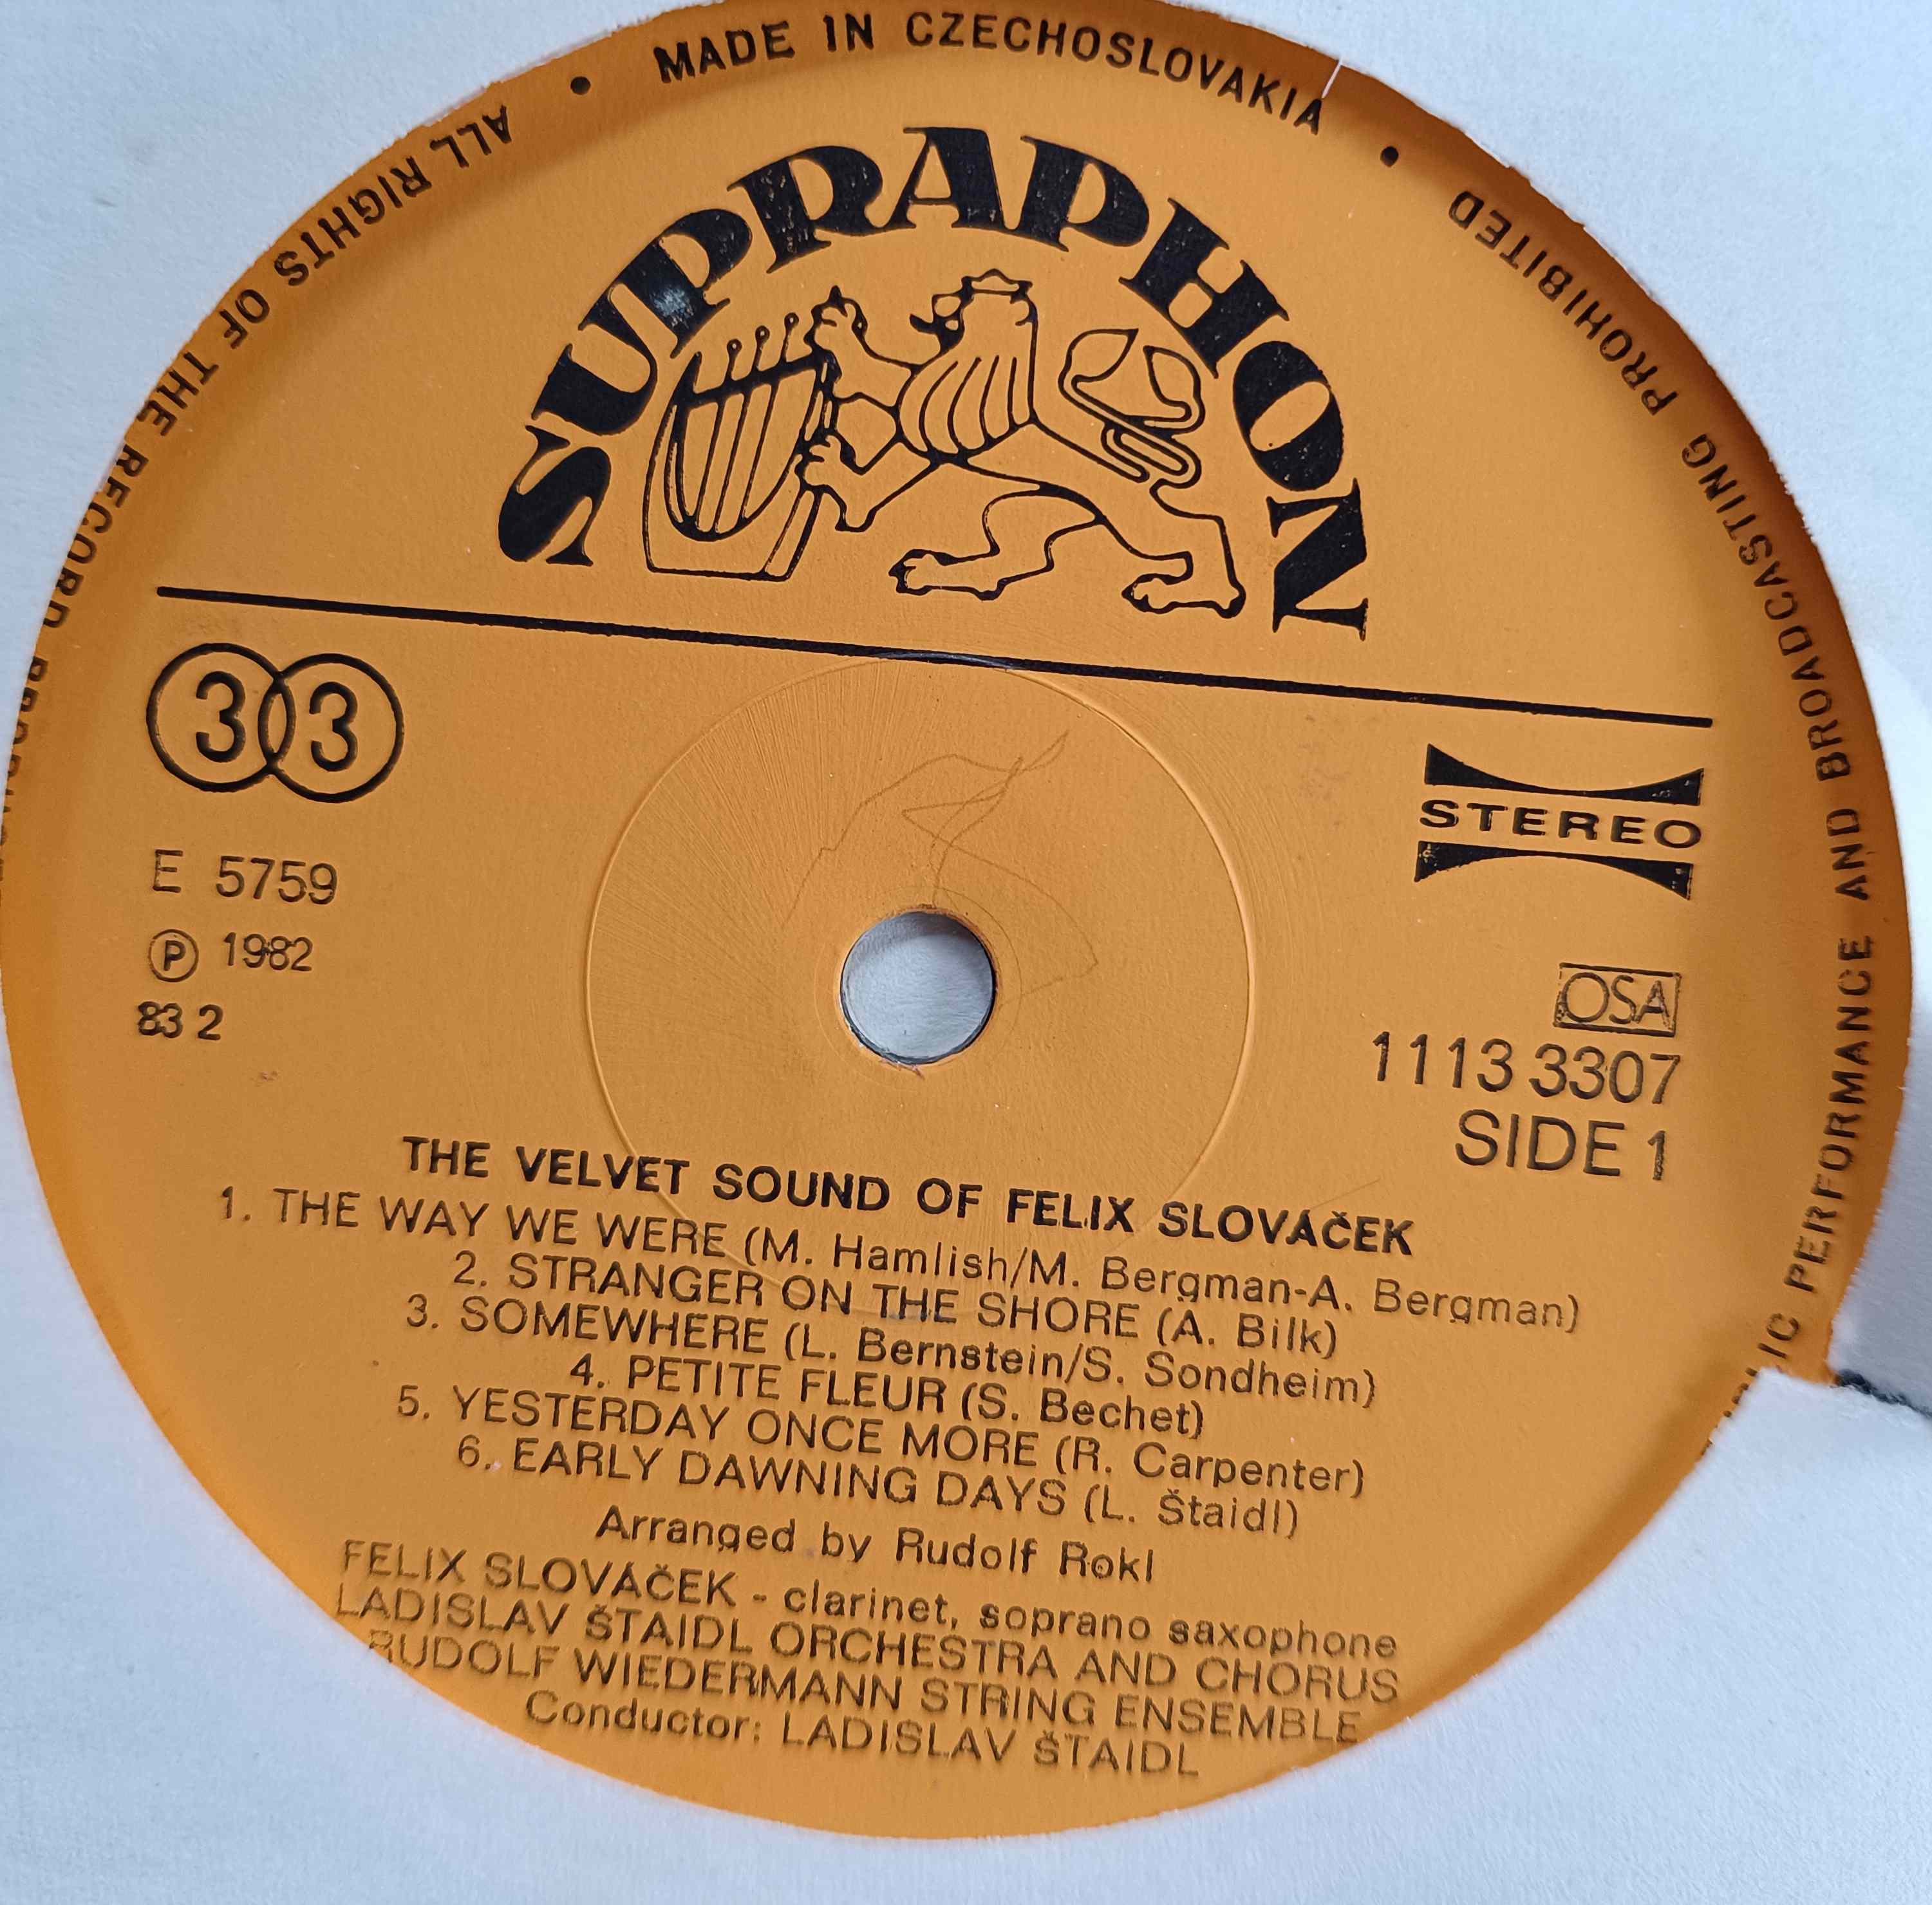 MADE IN CZECHOSLOVAKIA • PROHIBITED
ALL RIGHTS OF THE RECORD
PERFORMANCE AND BROADCASTING
SUPRAPHON
33
STEREO
E 5759
Ⓟ 1982
83 2
OSA
1113 3307
SIDE 1
THE VELVET SOUND OF FELIX SLOVÁČEK
1. THE WAY WE WERE (M. Hamlish/M. Bergman-A. Bergman)
2. STRANGER ON THE SHORE (A. Bilk)
3. SOMEWHERE (L. Bernstein/S. Sondheim)
4. PETITE FLEUR (S. Bechet)
5. YESTERDAY ONCE MORE (R. Carpenter)
6. EARLY DAWNING DAYS (L. Štaidl)
Arranged by Rudolf Rokl
FELIX SLOVÁČEK - clarinet, soprano saxophone
LADISLAV ŠTAIDL ORCHESTRA AND CHORUS
RUDOLF WIEDERMANN STRING ENSEMBLE
Conductor: LADISLAV ŠTAIDL